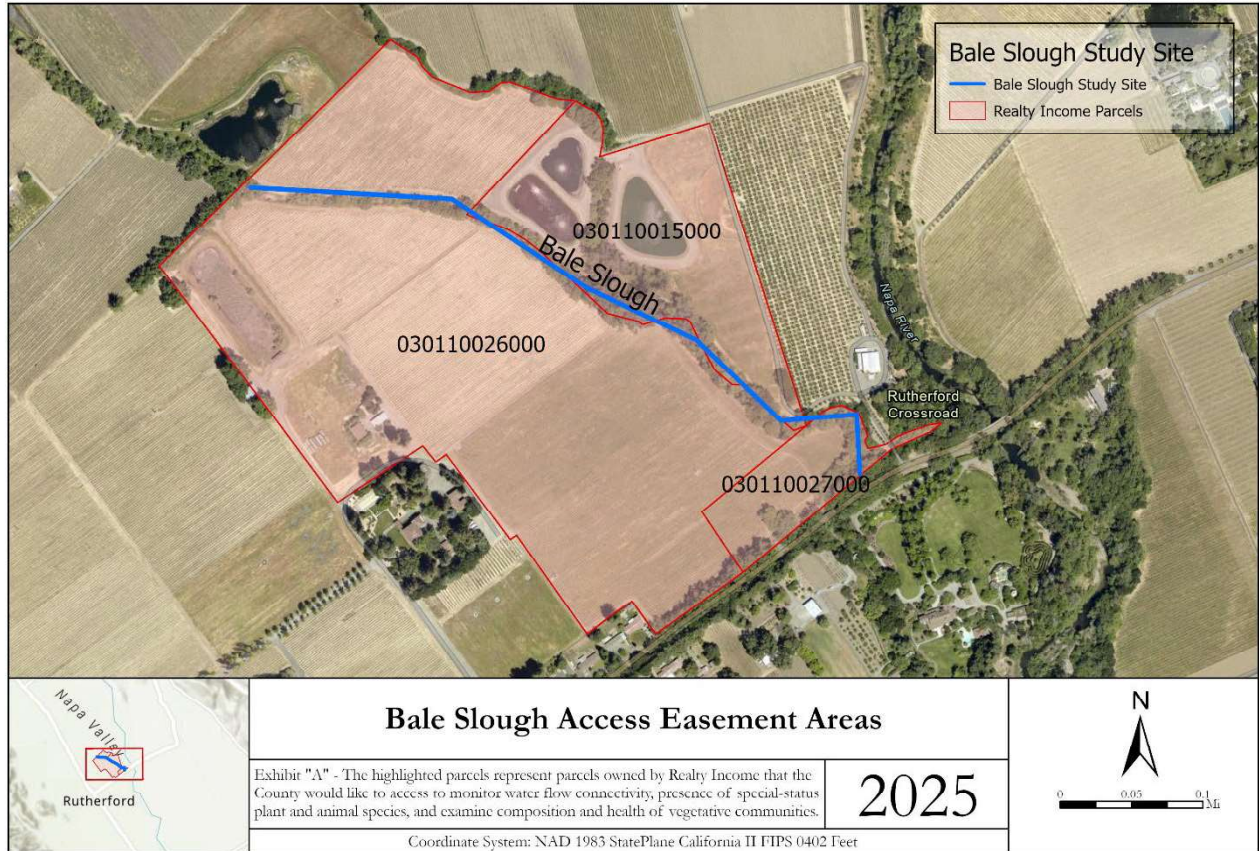 Bale Slough Study Site
Bale Slough Study Site
Realty Income Parcels
030110015000
Bale Slough
030110026000
Napa River
Rutherford
Crossroad
030110027000
Napa Valley
Rutherford
Bale Slough Access Easement Areas
Exhibit "A" - The highlighted parcels represent parcels owned by Realty Income that the
County would like to access to monitor water flow connectivity, presence of special-status
plant and animal species, and examine composition and health of vegetative communities.
2025
Coordinate System: NAD 1983 StatePlane California II FIPS 0402 Feet
N
0 0.05 0.1
Mi